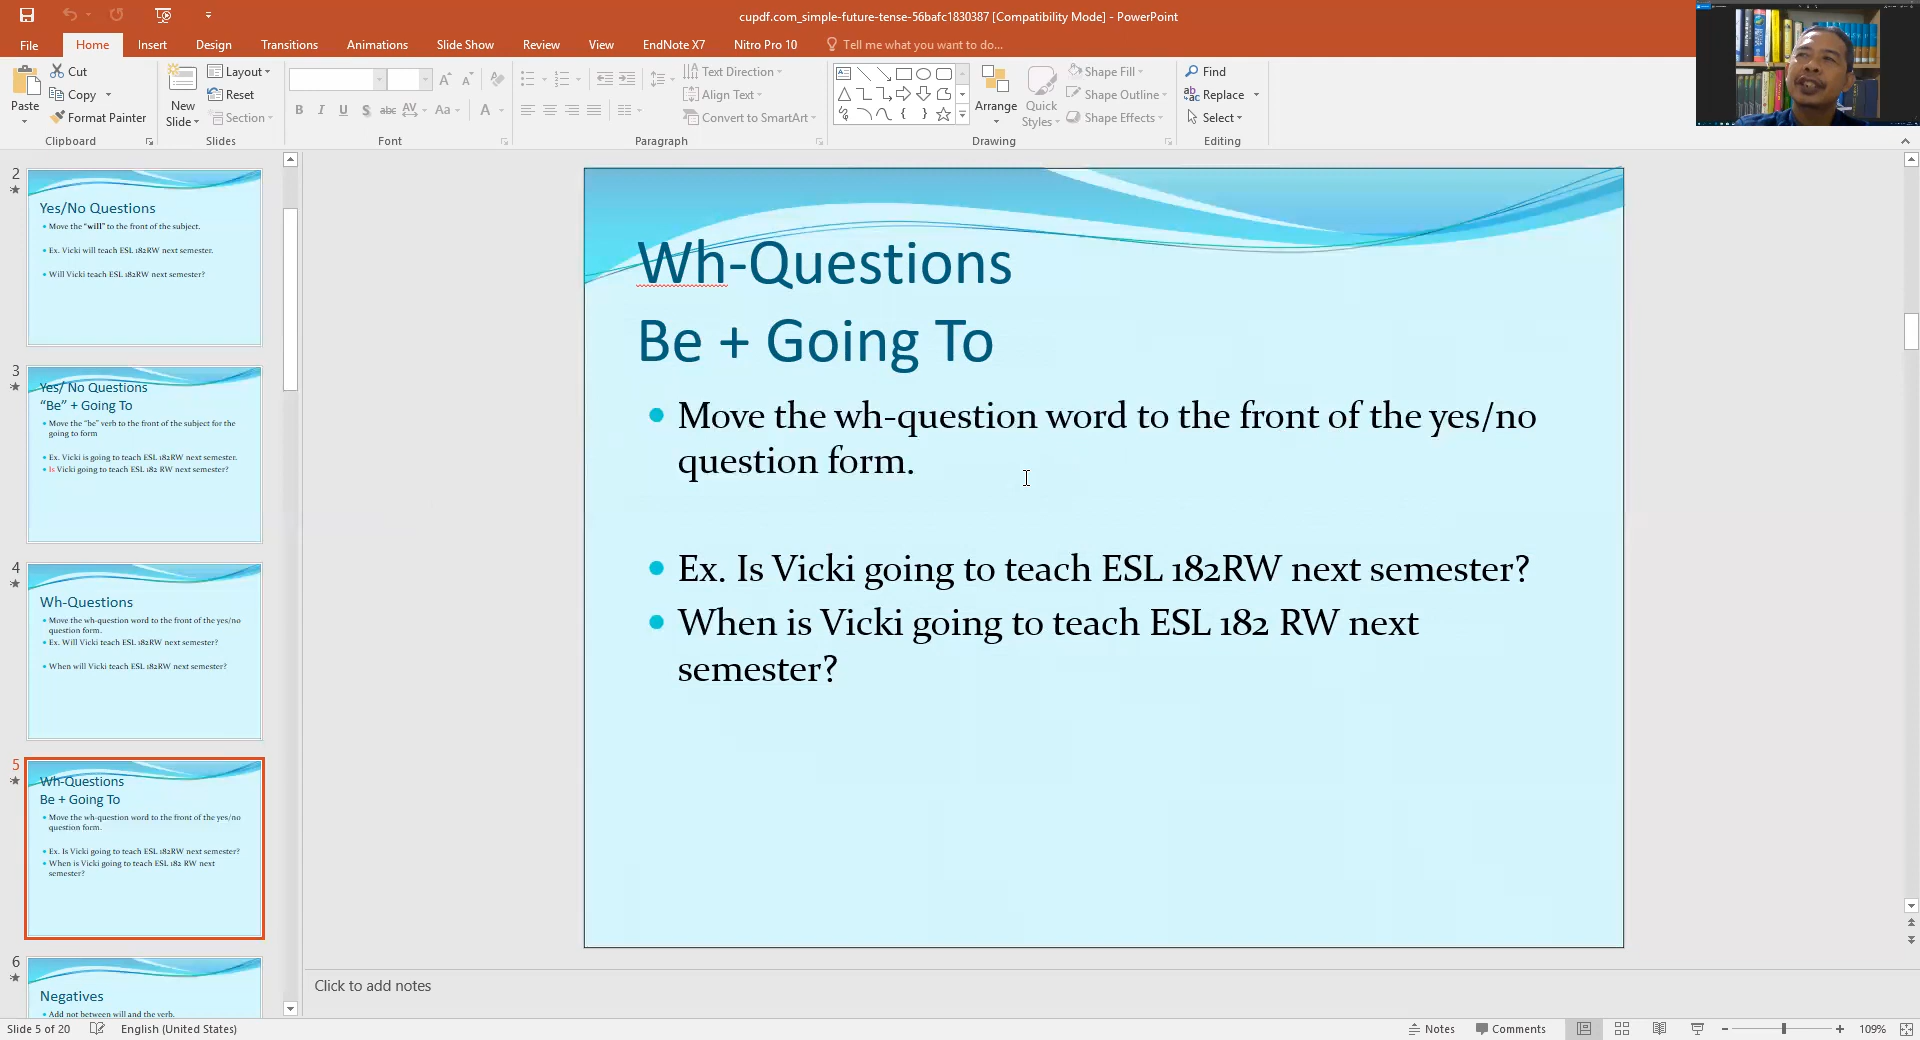 cupdf.com_simple-future-tense-56bafc1830387 [Compatibility Mode] - PowerPoint
File Home Insert Design Transitions Animations Slide Show Review View EndNote X7 Nitro Pro 10 Tell me what you want to do...
Paste
Cut
Copy
Format Painter
Clipboard
New
Slide
Layout
Reset
Section
Slides
Font
Text Direction
Align Text
Convert to SmartArt
Paragraph
Arrange
Quick
Styles
Shape Fill
Shape Outline
Shape Effects
Drawing
Find
Replace
Select
Editing
2
Yes/No Questions
Move the "will" to the front of the subject.
Ex. Vicki will teach ESL 182RW next semester.
Will Vicki teach ESL 182RW next semester?
3
Yes/ No Questions
“Be” + Going To
Move the "be" verb to the front of the subject for the
going to form
Ex. Vicki is going to teach ESL 182RW next semester.
Is Vicki going to teach ESL 182 RW next semester?
4
Wh-Questions
Move the wh-question word to the front of the yes/no
question form.
Ex. Will Vicki teach ESL 182RW next semester?
When will Vicki teach ESL 182RW next semester?
5
Wh-Questions
Be + Going To
Move the wh-question word to the front of the yes/no
question form.
Ex. Is Vicki going to teach ESL 182RW next semester?
When is Vicki going to teach ESL 182 RW next
semester?
6
Negatives
Add not between will and the verb.
Wh-Questions
Be + Going To
Move the wh-question word to the front of the yes/no
question form.
Ex. Is Vicki going to teach ESL 182RW next semester?
When is Vicki going to teach ESL 182 RW next
semester?
Click to add notes
Slide 5 of 20 English (United States) Notes Comments 109%